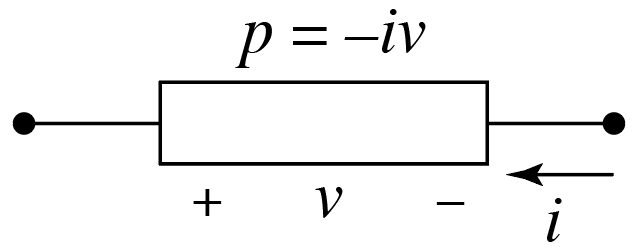 p = –iv
+ v –
i